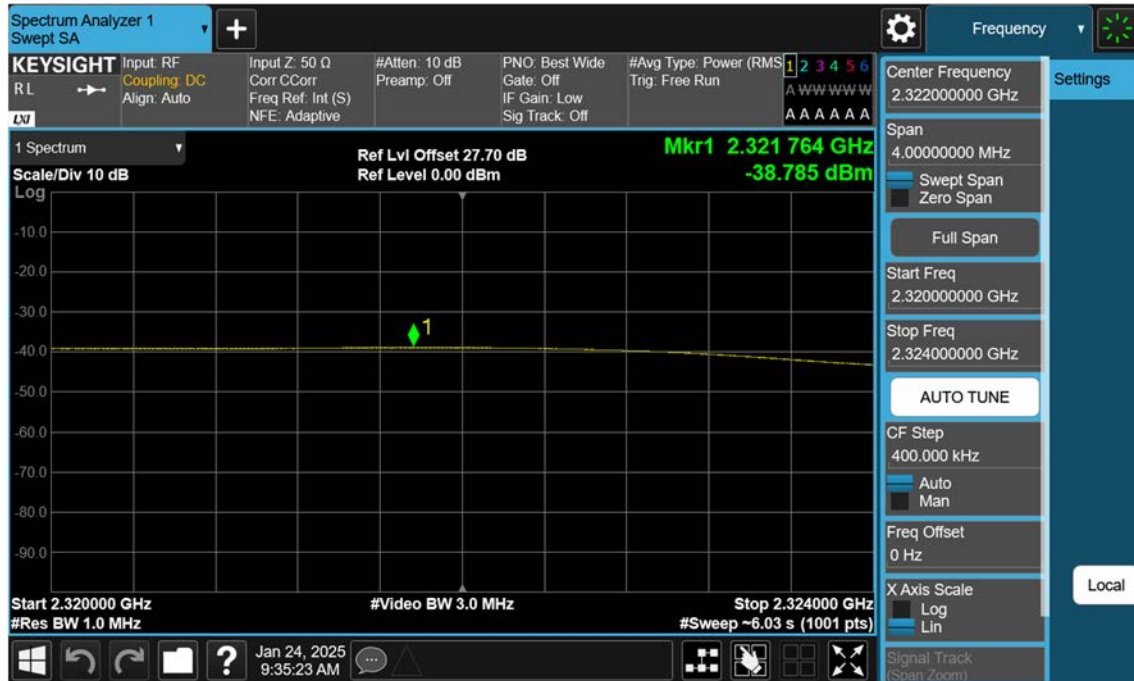 Spectrum Analyzer 1
Swept SA
Frequency
KEYSIGHT
RL
LXI
Input: RF
Coupling: DC
Align: Auto
Input Z: 50 Ω
Corr CCorr
Freq Ref: Int (S)
NFE: Adaptive
#Atten: 10 dB
Preamp: Off
PNO: Best Wide
Gate: Off
IF Gain: Low
Sig Track: Off
#Avg Type: Power (RMS
Trig: Free Run
1 2 3 4 5 6
A W W W W W
A A A A A A
1 Spectrum
Scale/Div 10 dB
Ref Lvl Offset 27.70 dB
Ref Level 0.00 dBm
Mkr1 2.321 764 GHz
-38.785 dBm
Log
-10.0
-20.0
-30.0
-40.0
-50.0
-60.0
-70.0
-80.0
-90.0
1
Start 2.320000 GHz
#Res BW 1.0 MHz
#Video BW 3.0 MHz
Stop 2.324000 GHz
#Sweep ~6.03 s (1001 pts)
Jan 24, 2025
9:35:23 AM
Center Frequency
2.322000000 GHz
Span
4.00000000 MHz
Swept Span
Zero Span
Full Span
Start Freq
2.320000000 GHz
Stop Freq
2.324000000 GHz
AUTO TUNE
CF Step
400.000 kHz
Auto
Man
Freq Offset
0 Hz
X Axis Scale
Log
Lin
Signal Track
(Span Zoom)
Settings
Local